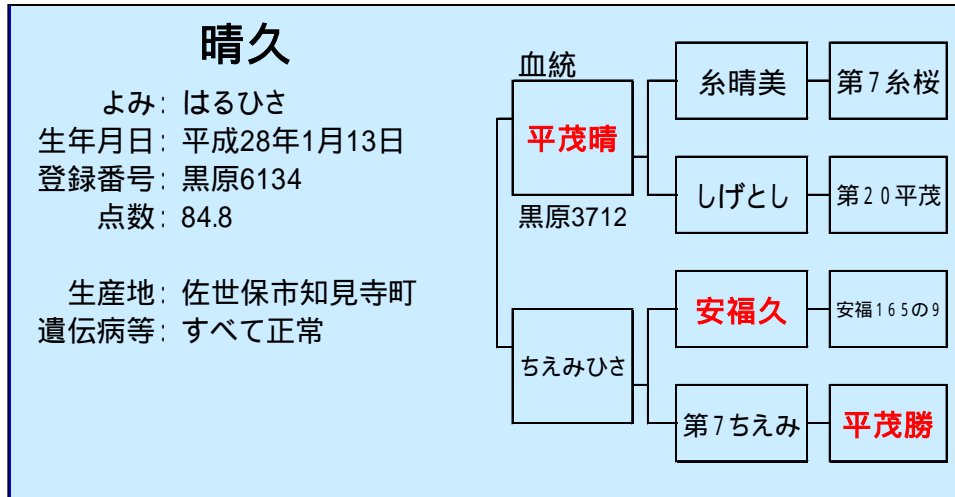 晴久
よみ: はるひさ
生年月日: 平成28年1月13日
登録番号: 黒原6134
点数: 84.8
生産地: 佐世保市知見寺町
遺伝病等: すべて正常
血統
平茂晴
黒原3712
糸晴美
第7糸桜
しげとし
第20平茂
ちえみひさ
安福久
安福165の9
第7ちえみ
平茂勝